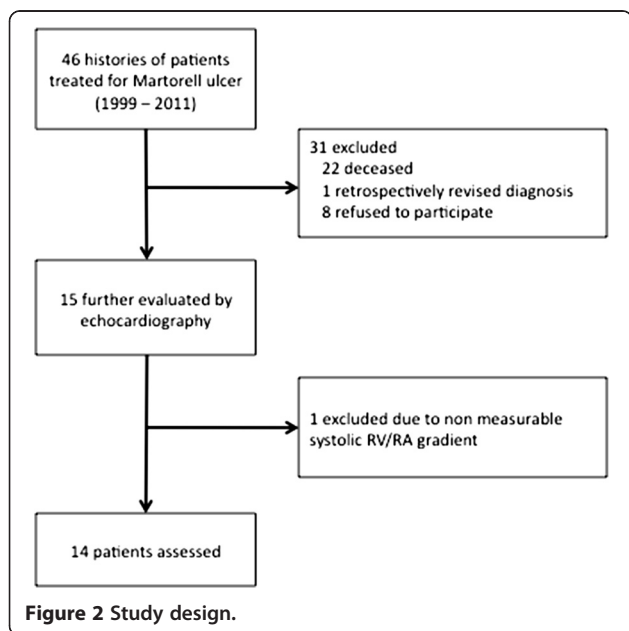 46 histories of patients
treated for Martorell ulcer
(1999 – 2011)
31 excluded
22 deceased
1 retrospectively revised diagnosis
8 refused to participate
15 further evaluated by
echocardiography
1 excluded due to non measurable
systolic RV/RA gradient
14 patients assessed
Figure 2 Study design.